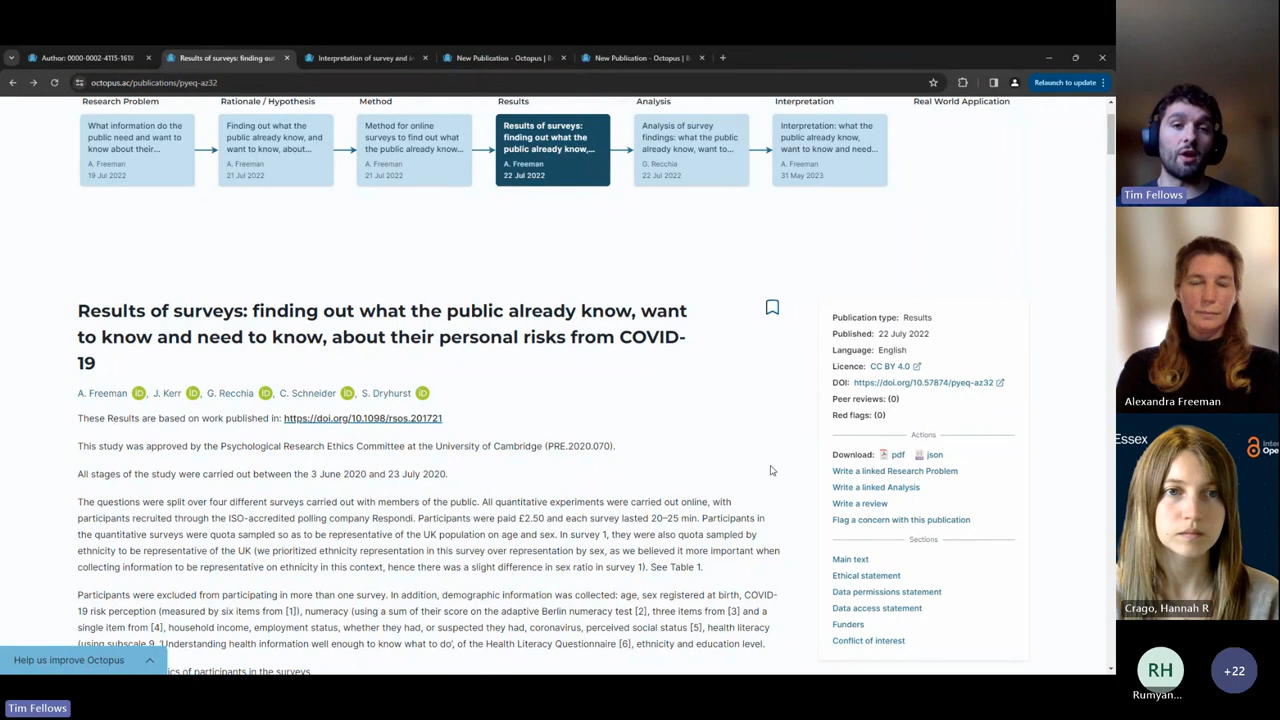 Author: 0000-0002-4115-161X
Results of surveys: finding out
Interpretation of survey and in
New Publication - Octopus | B
New Publication - Octopus | B
octopus.ac/publications/pyeq-az32
Relaunch to update
Research Problem
Rationale / Hypothesis
Method
Results
Analysis
Interpretation
Real World Application
What information do the
public need and want to
know about their...
A. Freeman
19 Jul 2022
Finding out what the
public already know, and
want to know, about...
A. Freeman
21 Jul 2022
Method for online
surveys to find out what
the public already know...
A. Freeman
21 Jul 2022
Results of surveys:
finding out what the
public already know,...
A. Freeman
22 Jul 2022
Analysis of survey
findings: what the public
already know, want to...
G. Recchia
22 Jul 2022
Interpretation: what the
public already know,
want to know and need...
A. Freeman
31 May 2023
Results of surveys: finding out what the public already know, want
to know and need to know, about their personal risks from COVID-
19
A. Freeman iD, J. Kerr iD, G. Recchia iD, C. Schneider iD, S. Dryhurst iD
These Results are based on work published in: https://doi.org/10.1098/rsos.201721
This study was approved by the Psychological Research Ethics Committee at the University of Cambridge (PRE.2020.070).
All stages of the study were carried out between the 3 June 2020 and 23 July 2020.
The questions were split over four different surveys carried out with members of the public. All quantitative experiments were carried out online, with
participants recruited through the ISO-accredited polling company Respondi. Participants were paid £2.50 and each survey lasted 20–25 min. Participants in
the quantitative surveys were quota sampled so as to be representative of the UK population on age and sex. In survey 1, they were also quota sampled by
ethnicity to be representative of the UK (we prioritized ethnicity representation in this survey over representation by sex, as we believed it more important when
collecting information to be representative on ethnicity in this context, hence there was a slight difference in sex ratio in survey 1). See Table 1.
Participants were excluded from participating in more than one survey. In addition, demographic information was collected: age, sex registered at birth, COVID-
19 risk perception (measured by six items from [1]), numeracy (using a sum of their score on the adaptive Berlin numeracy test [2], three items from [3] and a
single item from [4], household income, employment status, whether they had, or suspected they had, coronavirus, perceived social status [5], health literacy
(using subscale 9, 'Understanding health information well enough to know what to do', of the Health Literacy Questionnaire [6], ethnicity and education level.
ics of participants in the surveys
Publication type: Results
Published: 22 July 2022
Language: English
Licence: CC BY 4.0
DOI: https://doi.org/10.57874/pyeq-az32
Peer reviews: (0)
Red flags: (0)
Actions
Download: pdf json
Write a linked Research Problem
Write a linked Analysis
Write a review
Flag a concern with this publication
Sections
Main text
Ethical statement
Data permissions statement
Data access statement
Funders
Conflict of interest
Help us improve Octopus
Tim Fellows
Tim Fellows
Alexandra Freeman
Essex
Crago, Hannah R
RH
Rumyan...
+22